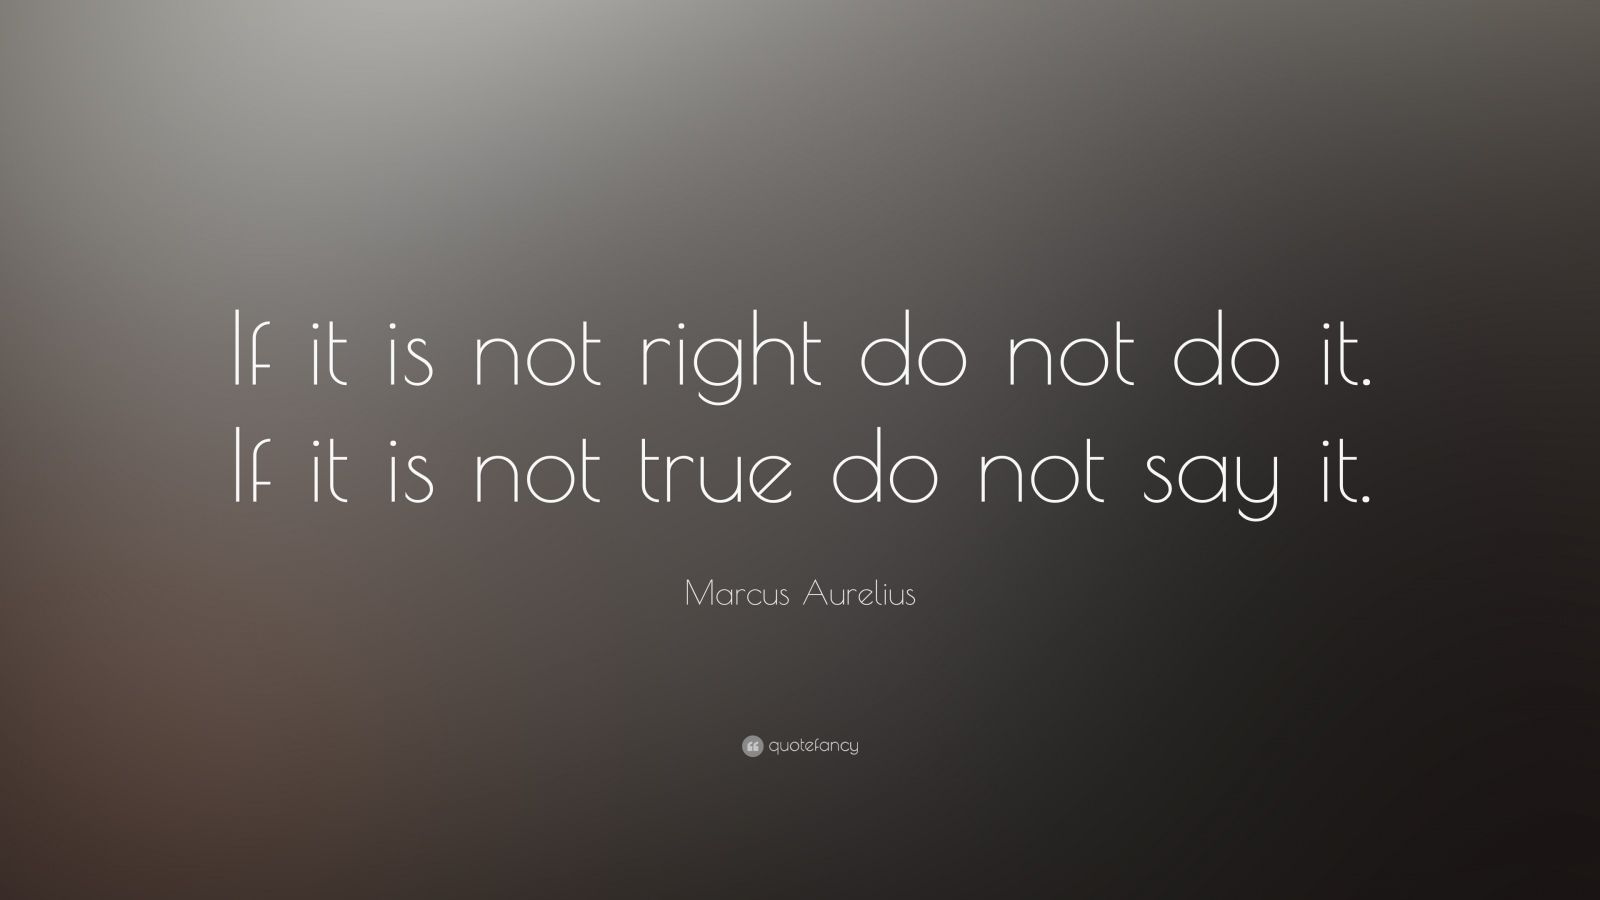 If it is not right do not do it.
If it is not true do not say it.
Marcus Aurelius
quotefancy